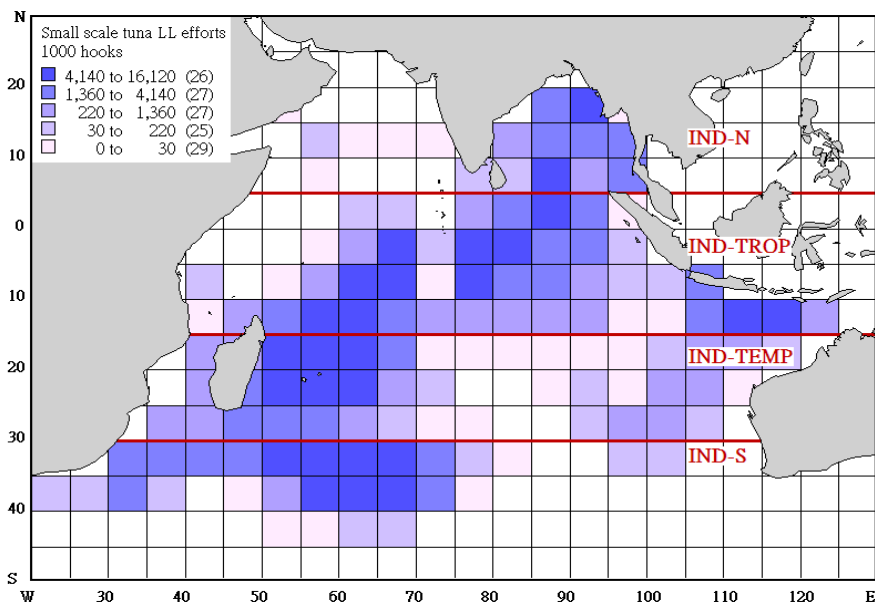 N
Small scale tuna LL efforts
1000 hooks
4,140 to 16,120 (26)
1,360 to 4,140 (27)
220 to 1,360 (27)
30 to 220 (25)
0 to 30 (29)
20
IND-N
10
0
IND-TROP
10
IND-TEMP
20
30
IND-S
40
S
W 30 40 50 60 70 80 90 100 110 120 E